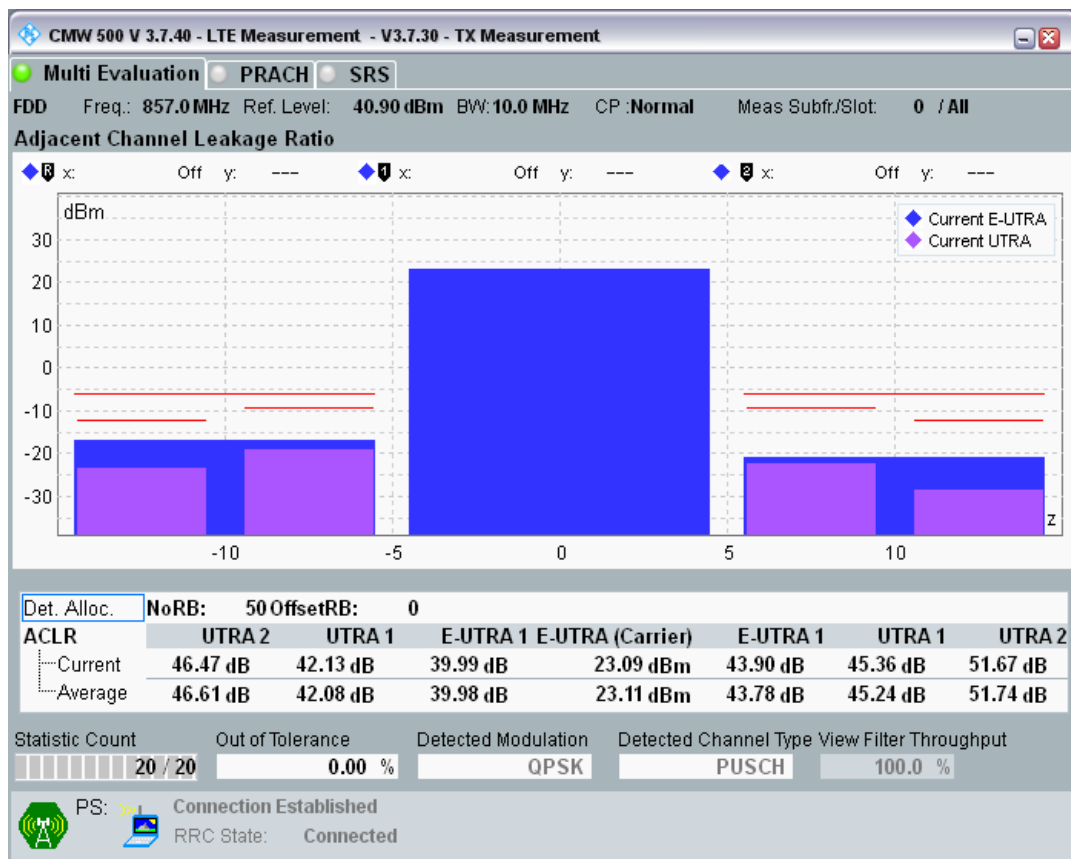 CMW 500 V 3.7.40 - LTE Measurement - V3.7.30 - TX Measurement
Multi Evaluation PRACH SRS
FDD Freq.: 857.0 MHz Ref. Level: 40.90 dBm BW: 10.0 MHz CP :Normal Meas Subfr./Slot: 0 / All
Adjacent Channel Leakage Ratio
R x: Off y: --- 1 x: Off y: --- 2 x: Off y: ---
dBm
Current E-UTRA
Current UTRA
30
20
10
0
-10
-20
-30
z
-10 -5 0 5 10
Det. Alloc. NoRB: 50 OffsetRB: 0
ACLR UTRA 2 UTRA 1 E-UTRA 1 E-UTRA (Carrier) E-UTRA 1 UTRA 1 UTRA 2
Current 46.47 dB 42.13 dB 39.99 dB 23.09 dBm 43.90 dB 45.36 dB 51.67 dB
Average 46.61 dB 42.08 dB 39.98 dB 23.11 dBm 43.78 dB 45.24 dB 51.74 dB
Statistic Count Out of Tolerance Detected Modulation Detected Channel Type View Filter Throughput
20 / 20 0.00 % QPSK PUSCH 100.0 %
PS: Connection Established
RRC State: Connected